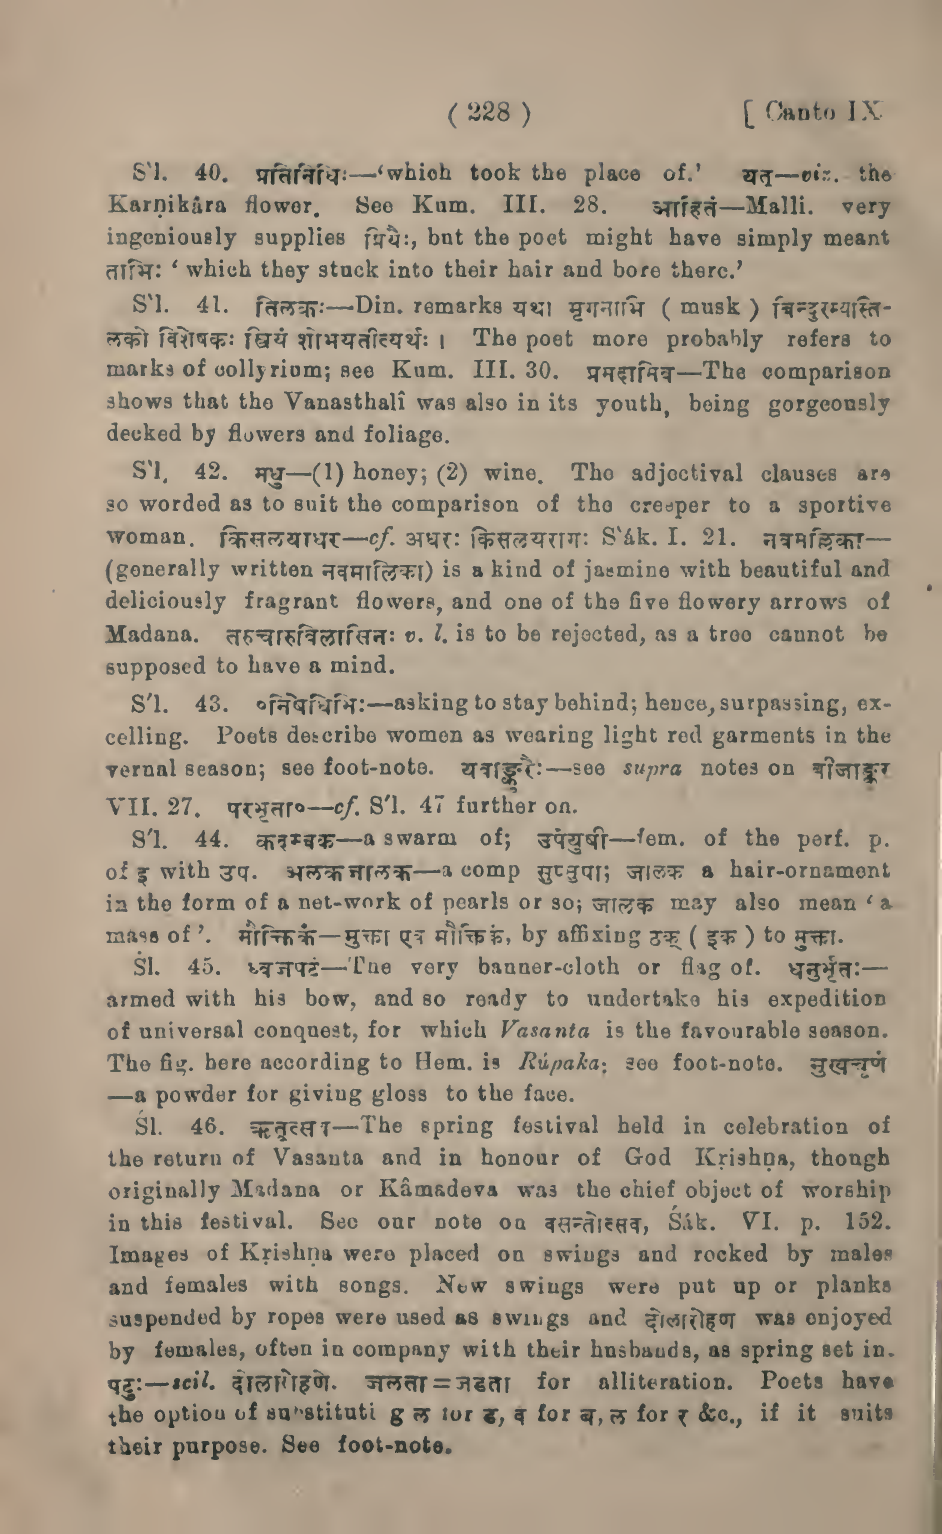 ( 228 ) [ Canto IX
S'l. 40. प्रतिनिधिः—‘which took the place of.’ यत्—viz. the
Karṇikâra flower. See Kum. III. 28. आहितं—Malli. very
ingeniously supplies प्रियैः, but the poet might have simply meant
ताभिः ‘ which they stuck into their hair and bore there.’
S'l. 41. तिलकः—Din. remarks यथा मृगनाभि ( musk ) बिन्दुरम्यस्ति-
लको विशेषकः स्त्रियं शोभयतीत्यर्थः । The poet more probably refers to
marks of collyrium; see Kum. III. 30. प्रमदामिव—The comparison
shows that the Vanasthalî was also in its youth, being gorgeously
decked by flowers and foliage.
S'l. 42. मधु—(1) honey; (2) wine. The adjectival clauses are
so worded as to suit the comparison of the creeper to a sportive
woman. किसलयाधर—cf. अधरः किसलयरागः S'âk. I. 21. नवमल्लिका—
(generally written नवमालिका) is a kind of jasmine with beautiful and
deliciously fragrant flowers, and one of the five flowery arrows of
Madana. तरुचारुविलासिनः v. l. is to be rejected, as a tree cannot be
supposed to have a mind.
S'l. 43. ०निषेधिभिः—asking to stay behind; hence, surpassing, ex-
celling. Poets describe women as wearing light red garments in the
vernal season; see foot-note. यवाङ्कुरैः—see supra notes on बीजाङ्कुर
VII. 27. परभृता०—cf. S'l. 47 further on.
S'l. 44. कदम्बक—a swarm of; उपेयुषी—fem. of the perf. p.
of इ with उप. अलकजालक—a comp सुप्सुपा; जालक a hair-ornament
in the form of a net-work of pearls or so; जालक may also mean ‘ a
mass of ’. मौक्तिकं—मुक्ता एव मौक्तिकं, by affixing ठक् ( इक ) to मुक्ता.
Śl. 45. ध्वजपटं—The very banner-cloth or flag of. धनुर्भृतः—
armed with his bow, and so ready to undertake his expedition
of universal conquest, for which Vasanta is the favourable season.
The fig. here according to Hem. is Rúpaka; see foot-note. मुखचूर्णं
—a powder for giving gloss to the face.
Śl. 46. ऋतूत्सव—The spring festival held in celebration of
the return of Vasanta and in honour of God Kṛishṇa, though
originally Madana or Kâmadeva was the chief object of worship
in this festival. See our note on वसन्तोत्सव, Śák. VI. p. 152.
Images of Kṛishṇa were placed on swings and rocked by males
and females with songs. Now swings were put up or planks
suspended by ropes were used as swings and दोलारोहण was enjoyed
by females, often in company with their husbands, as spring set in.
पटुः—scil. दोलारोहणे. जलता = जडता for alliteration. Poets have
the option of substituti g ल for ड, व for ब, ल for र &c., if it suits
their purpose. See foot-note.